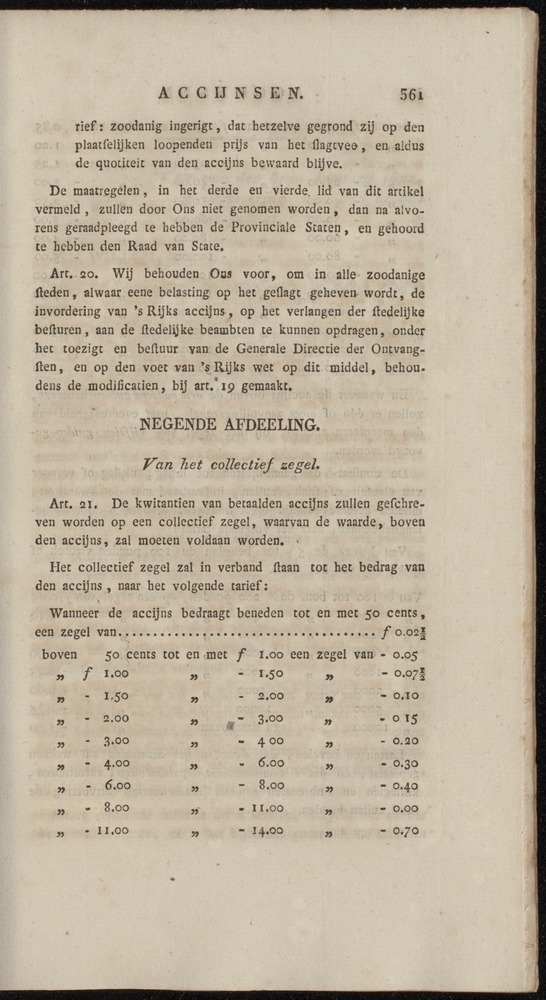 ACCIJNSEN. 361
rief: zoodanig ingerigt, dat hetzelve gegrond zij op den
plaatſelijken loopenden prijs van het ſlagtvee, en aldus
de quotiteit van den accijns bewaard blijve.
De maatregelen, in het derde en vierde lid van dit artikel
vermeld, zullen door Ons niet genomen worden, dan na alvo-
rens geraadpleegd te hebben de Provinciale Staten, en gehoord
te hebben den Raad van State.
Art. 20. Wij behouden Ons voor, om in alle zoodanige
ſteden, alwaar eene belasting op het geſlagt geheven wordt, de
invordering van 's Rijks accijns, op het verlangen der ſtedelijke
beſturen, aan de ſtedelijke beambten te kunnen opdragen, onder
het toezigt en beſtuur van de Generale Directie der Ontvang-
ſten, en op den voet van 's Rijks wet op dit middel, behou-
dens de modificatien, bij art. 19 gemaakt.
NEGENDE AFDEELING.
Van het collectief zegel.
Art. 21. De kwitantien van betaalden accijns zullen geſchre-
ven worden op een collectief zegel, waarvan de waarde, boven
den accijns, zal moeten voldaan worden.
Het collectief zegel zal in verband ſtaan tot het bedrag van
den accijns, naar het volgende tarief:
Wanneer de accijns bedraagt beneden tot en met 50 cents,
een zegel van.................................... ƒ 0.02½
boven 50 cents tot en met ƒ 1.00 een zegel van - 0.05
„ ƒ 1.00 „ - 1.50 „ - 0.07½
„ - 1.50 „ - 2.00 „ - 0.10
„ - 2.00 „ - 3.00 „ - 0 15
„ - 3.00 „ - 4 00 „ - 0.20
„ - 4.00 „ - 6.00 „ - 0.30
„ - 6.00 „ - 8.00 „ - 0.40
„ - 8.00 „ - 11.00 „ - 0.00
„ - 11.00 „ - 14.00 „ - 0.70